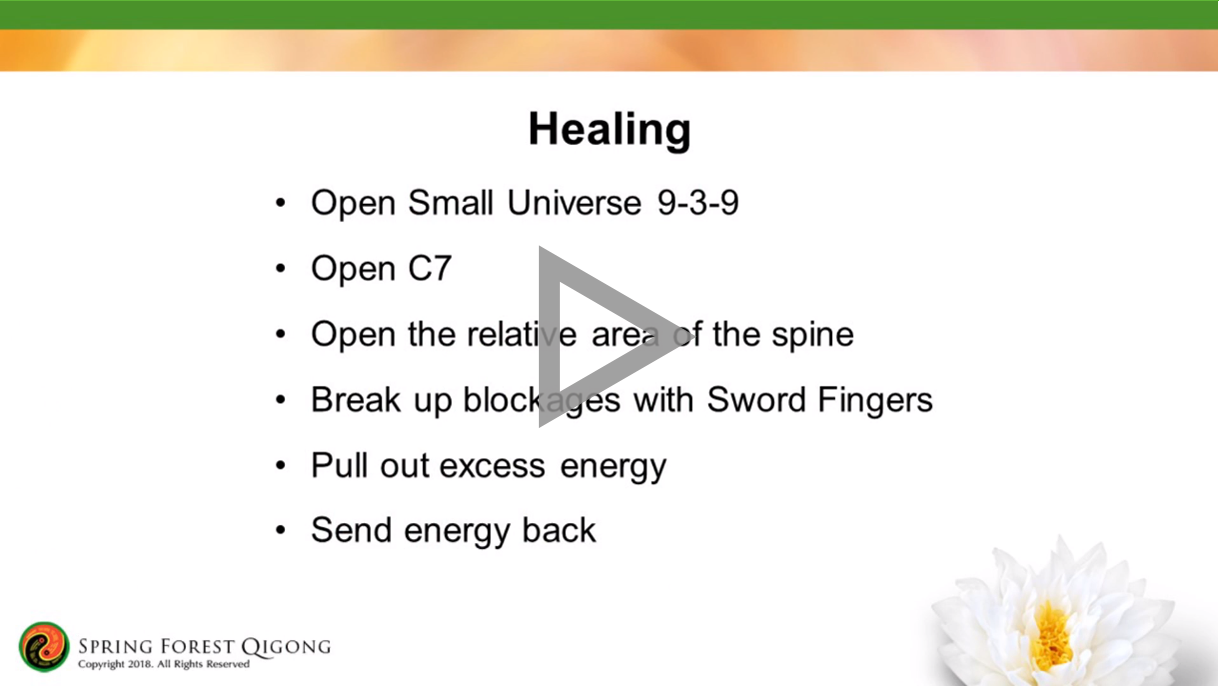 Healing
• Open Small Universe 9-3-9
• Open C7
• Open the relative area of the spine
• Break up blockages with Sword Fingers
• Pull out excess energy
• Send energy back
SPRING FOREST QIGONG
Copyright 2018. All Rights Reserved